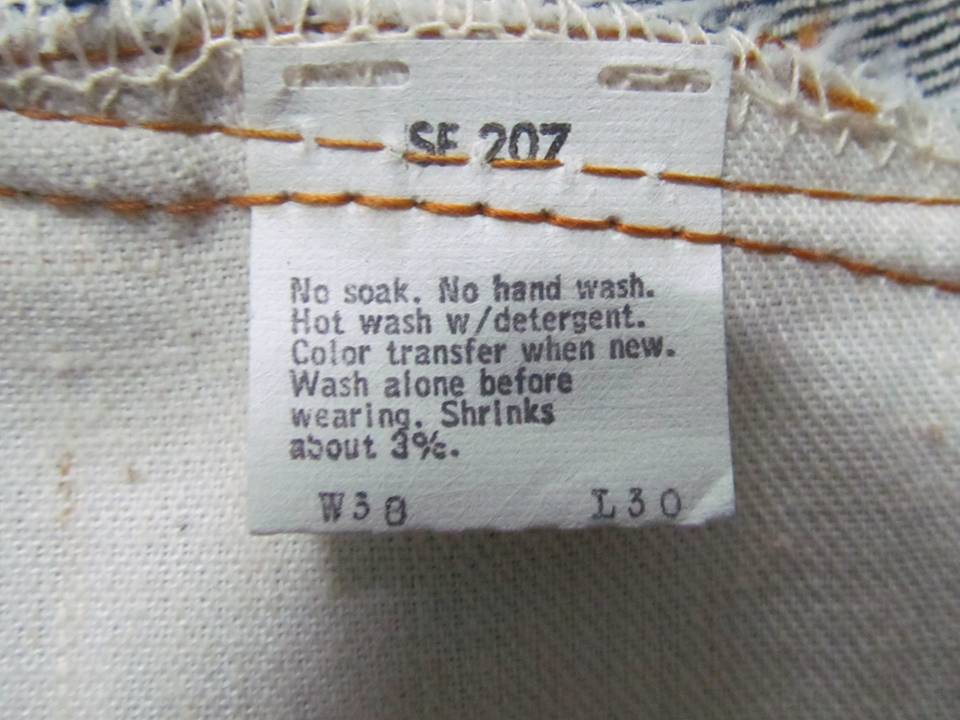 SF 207
No soak. No hand wash.
Hot wash w/detergent.
Color transfer when new.
Wash alone before
wearing. Shrinks
about 3%.
W38 L30